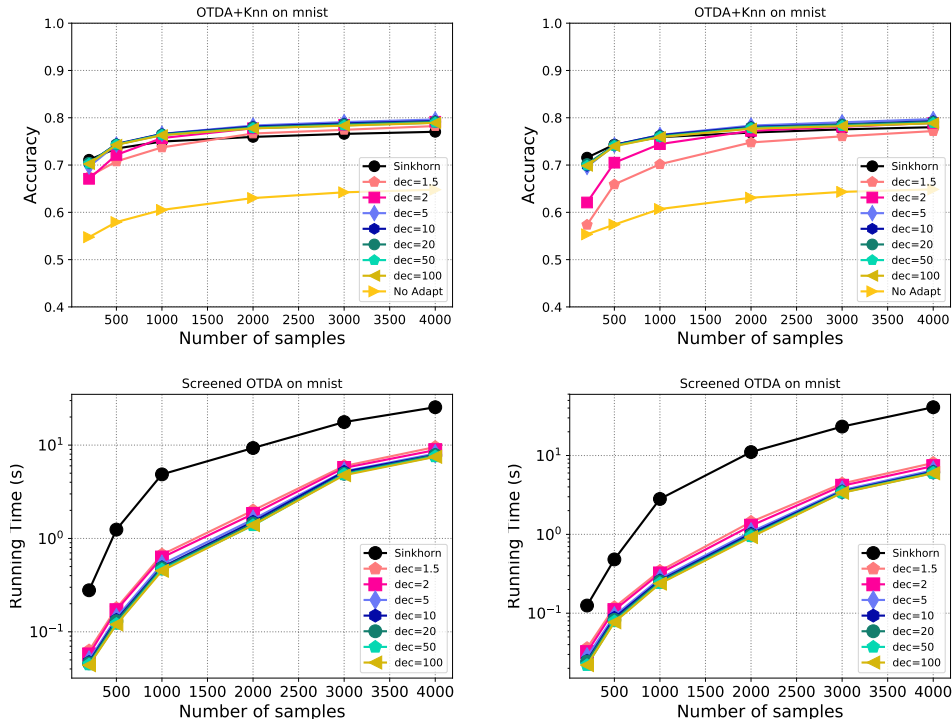 OTDA+Knn on mnist
1.0
0.9
0.8
0.7
0.6
0.5
0.4
Accuracy
Sinkhorn
dec=1.5
dec=2
dec=5
dec=10
dec=20
dec=50
dec=100
No Adapt
500 1000 1500 2000 2500 3000 3500 4000
Number of samples
OTDA+Knn on mnist
1.0
0.9
0.8
0.7
0.6
0.5
0.4
Accuracy
Sinkhorn
dec=1.5
dec=2
dec=5
dec=10
dec=20
dec=50
dec=100
No Adapt
500 1000 1500 2000 2500 3000 3500 4000
Number of samples
Screened OTDA on mnist
10¹
10⁰
10⁻¹
Running Time (s)
Sinkhorn
dec=1.5
dec=2
dec=5
dec=10
dec=20
dec=50
dec=100
500 1000 1500 2000 2500 3000 3500 4000
Number of samples
Screened OTDA on mnist
10¹
10⁰
10⁻¹
Running Time (s)
Sinkhorn
dec=1.5
dec=2
dec=5
dec=10
dec=20
dec=50
dec=100
500 1000 1500 2000 2500 3000 3500 4000
Number of samples